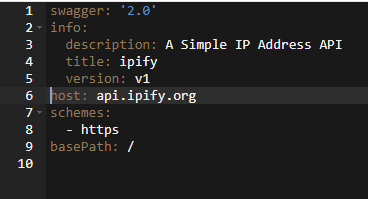 1 swagger: '2.0'
2 info:
3   description: A Simple IP Address API
4   title: ipify
5   version: v1
6 host: api.ipify.org
7 schemes:
8   - https
9 basePath: /
10